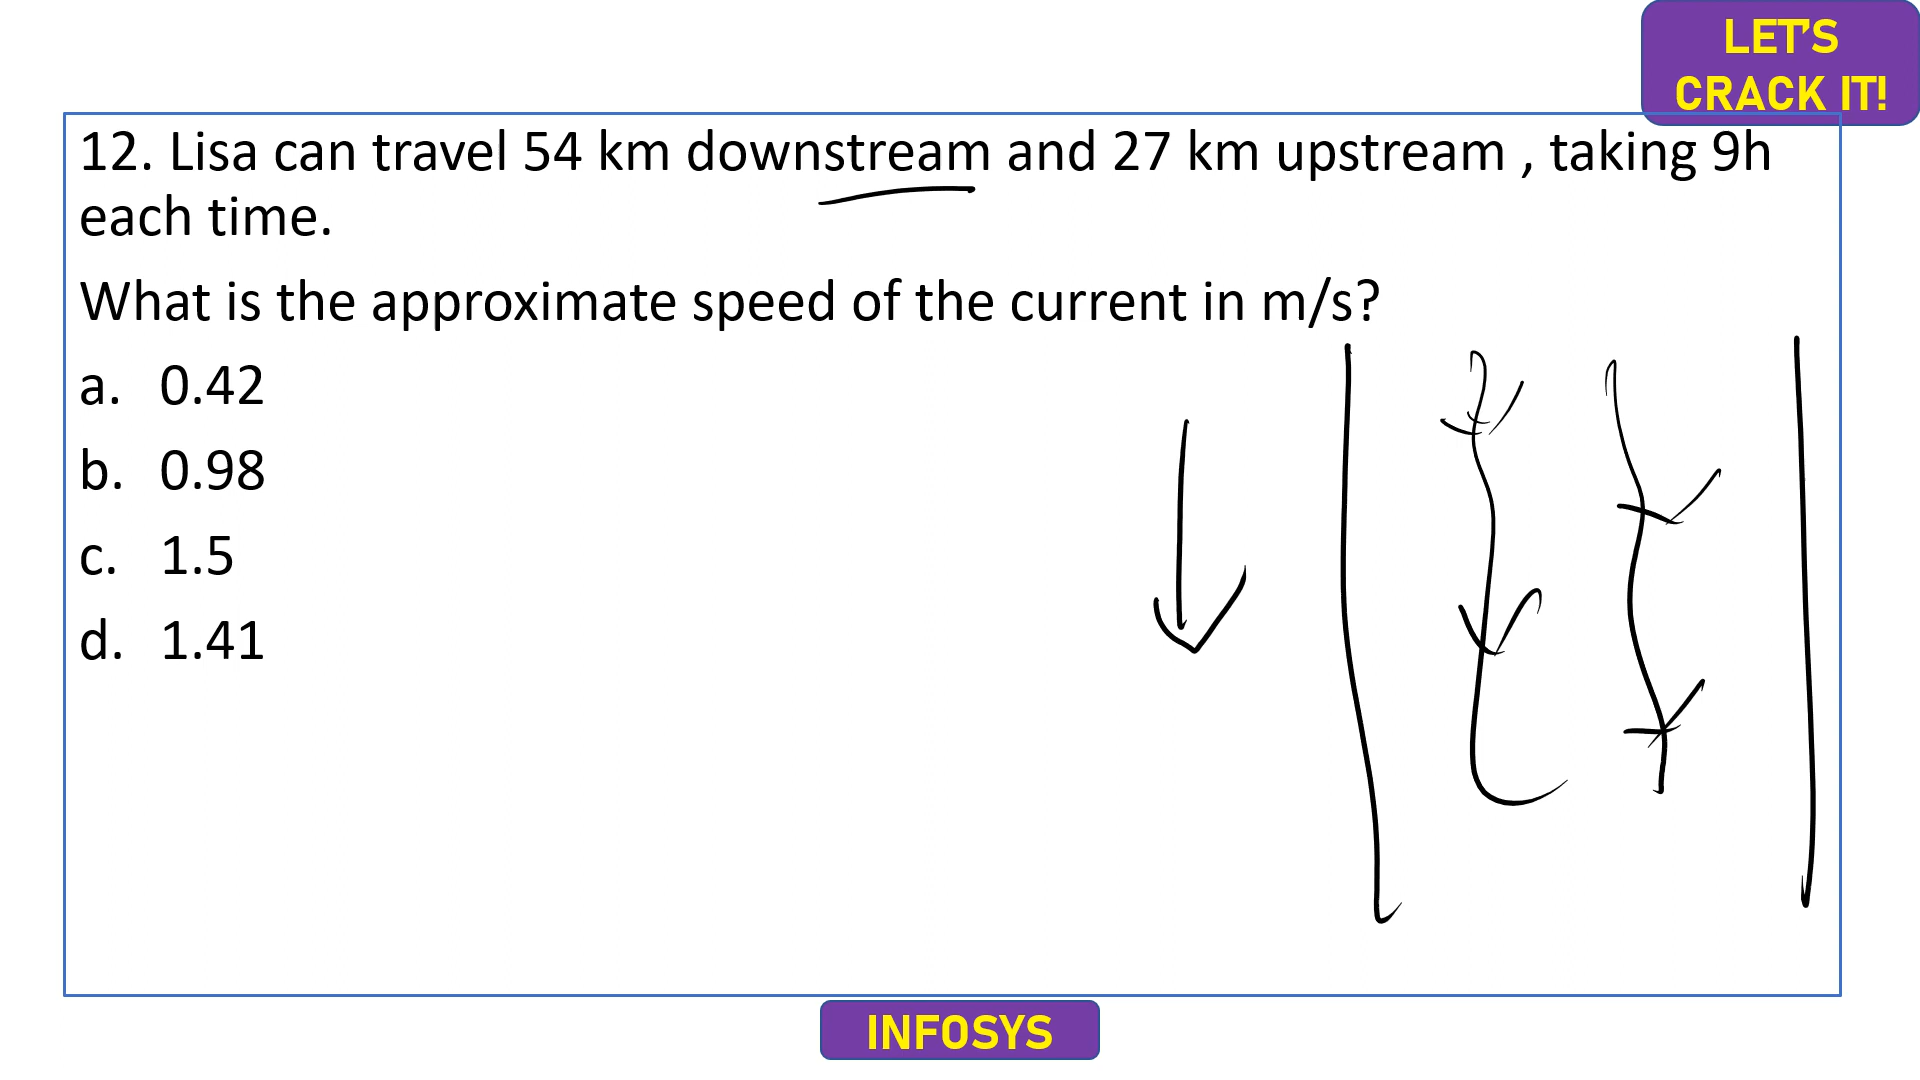 LET'S
CRACK IT!
12. Lisa can travel 54 km downstream and 27 km upstream , taking 9h
each time.
What is the approximate speed of the current in m/s?
a. 0.42
b. 0.98
c. 1.5
d. 1.41
INFOSYS